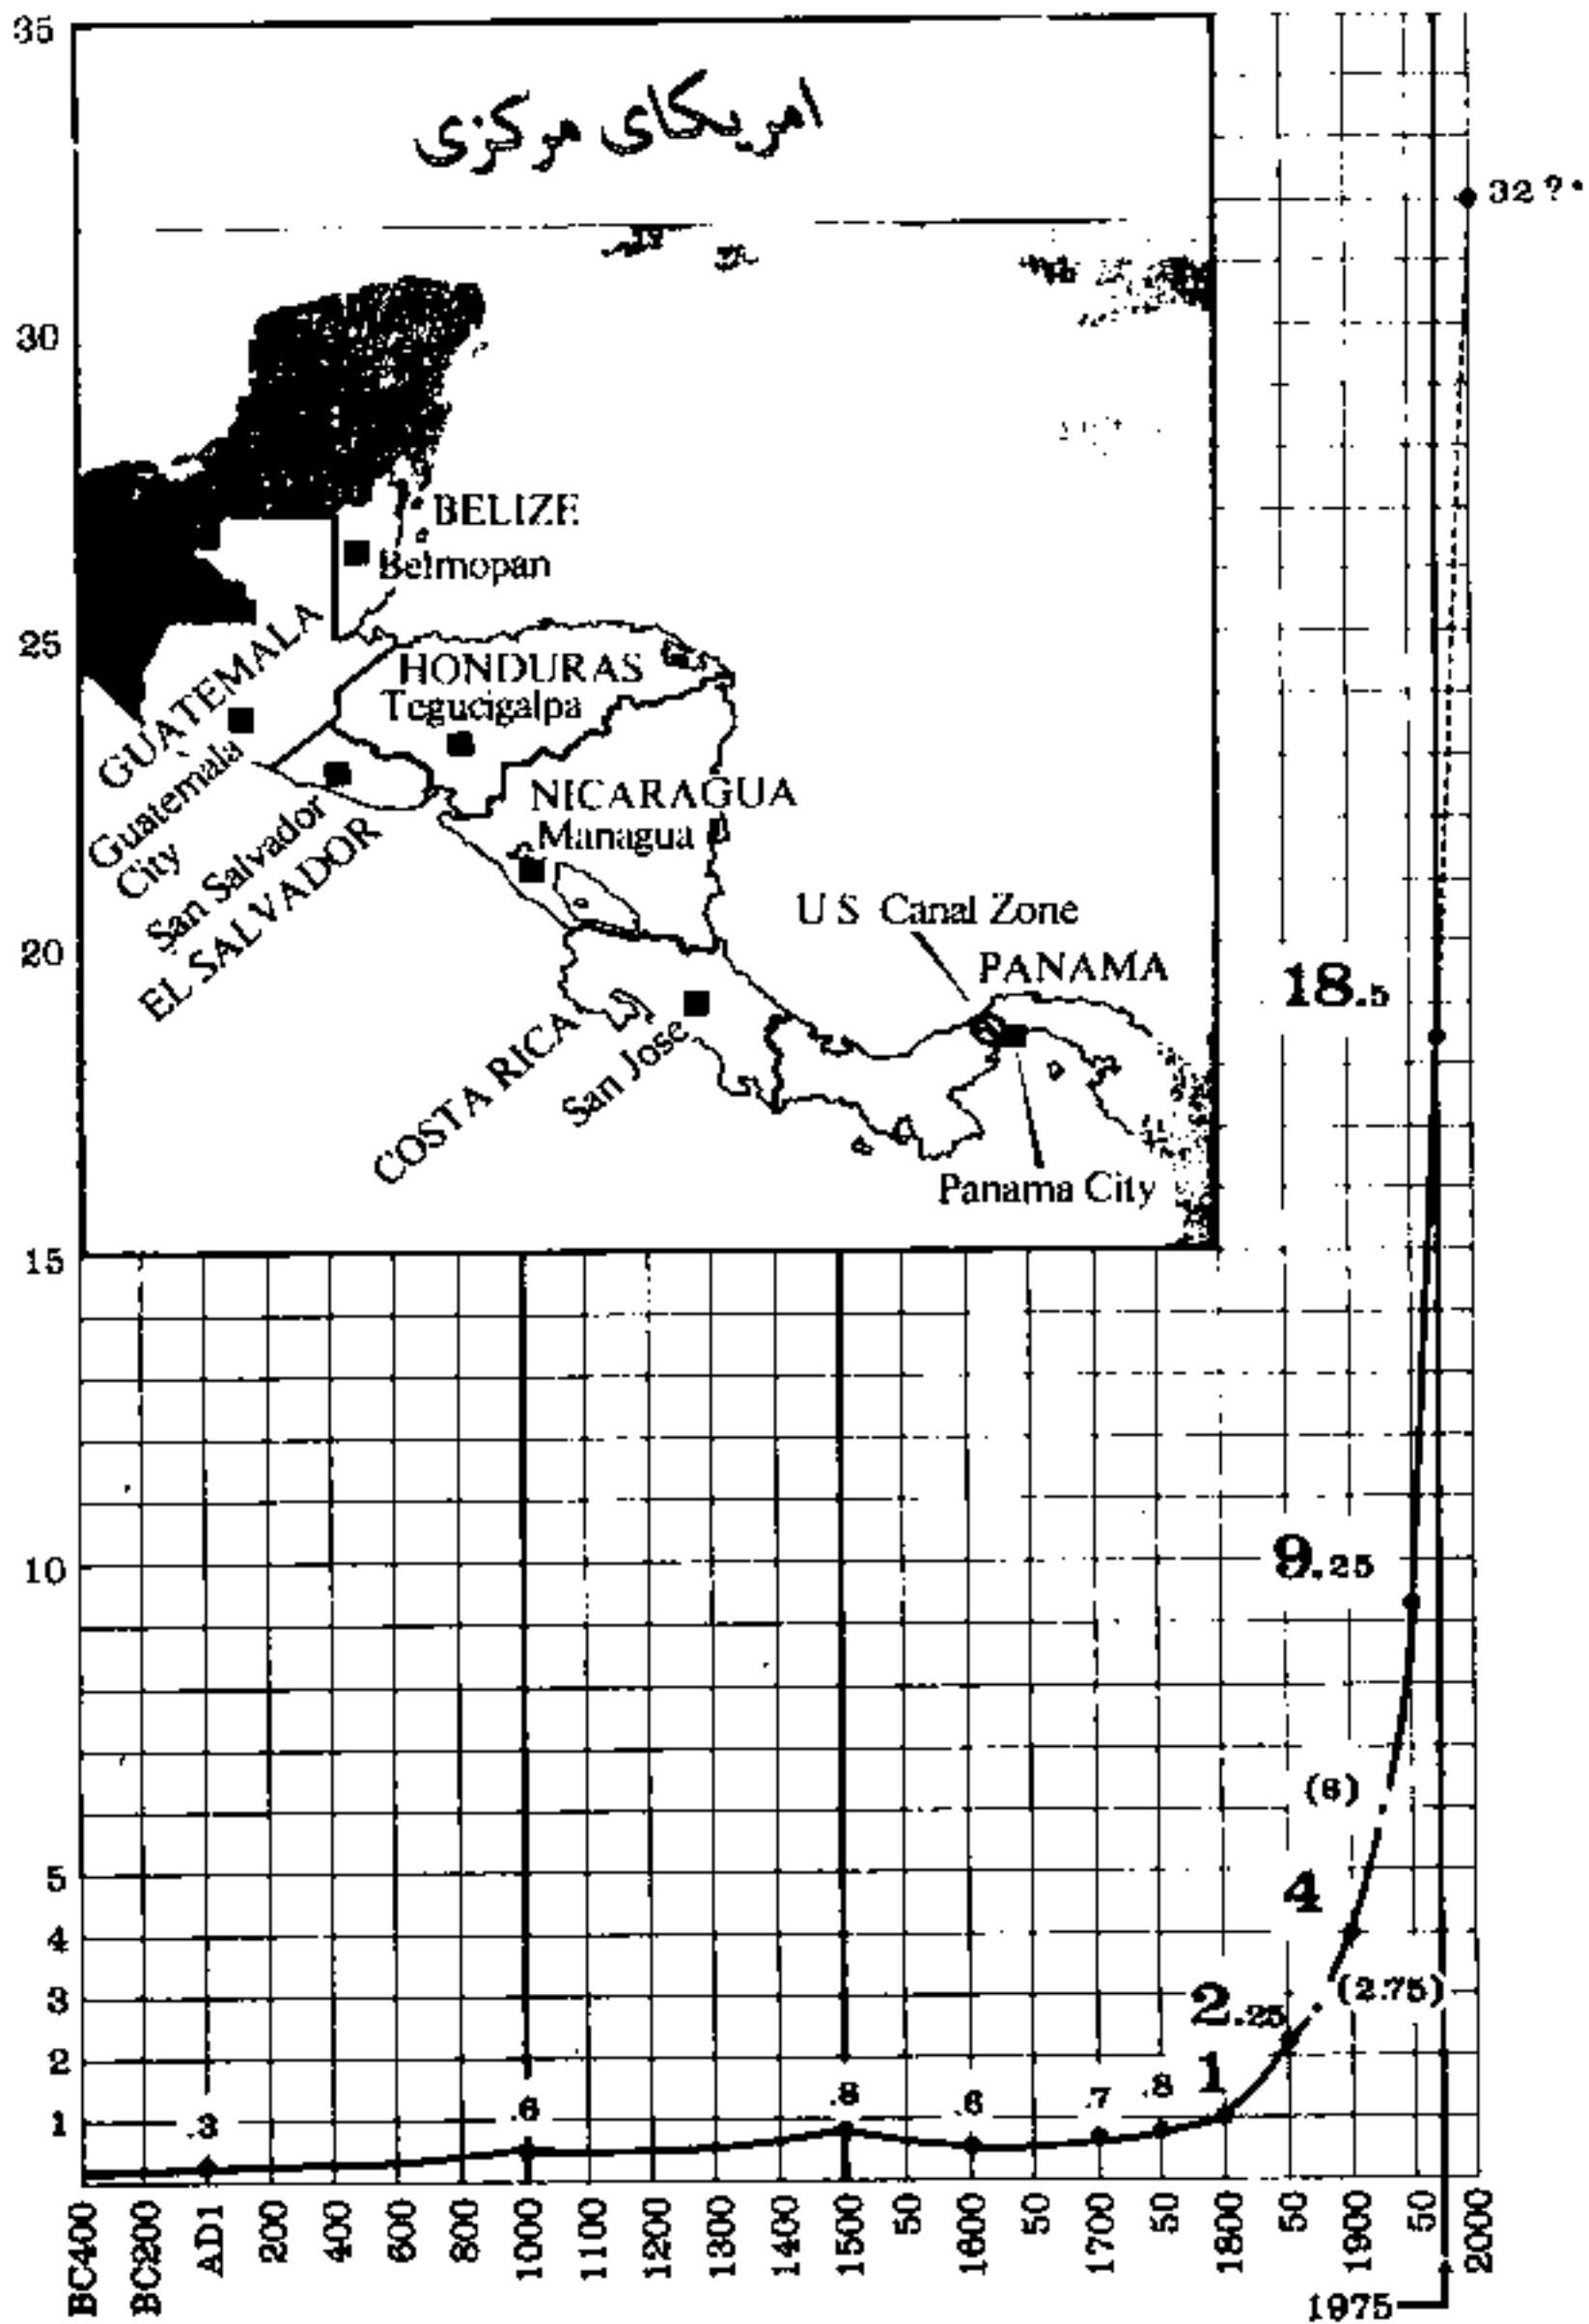 35
امریکای مرکزی
32?
30
BELIZE
Belmopan
25
GUATEMALA
Guatemala
City
HONDURAS
Tegucigalpa
San Salvador
EL SALVADOR
NICARAGUA
Managua
US Canal Zone
PANAMA
20
18.5
COSTA RICA
San Jose
Panama City
15
10
9.25
(6)
5
4
4
3
(2.75)
2.25
2
1
1
.3
.6
.8
.6
.7
.8
BC400 BC200 AD1 200 400 600 800 1000 1100 1200 1300 1400 1500 50 1600 50 1700 50 1800 50 1900 50 2000
1975